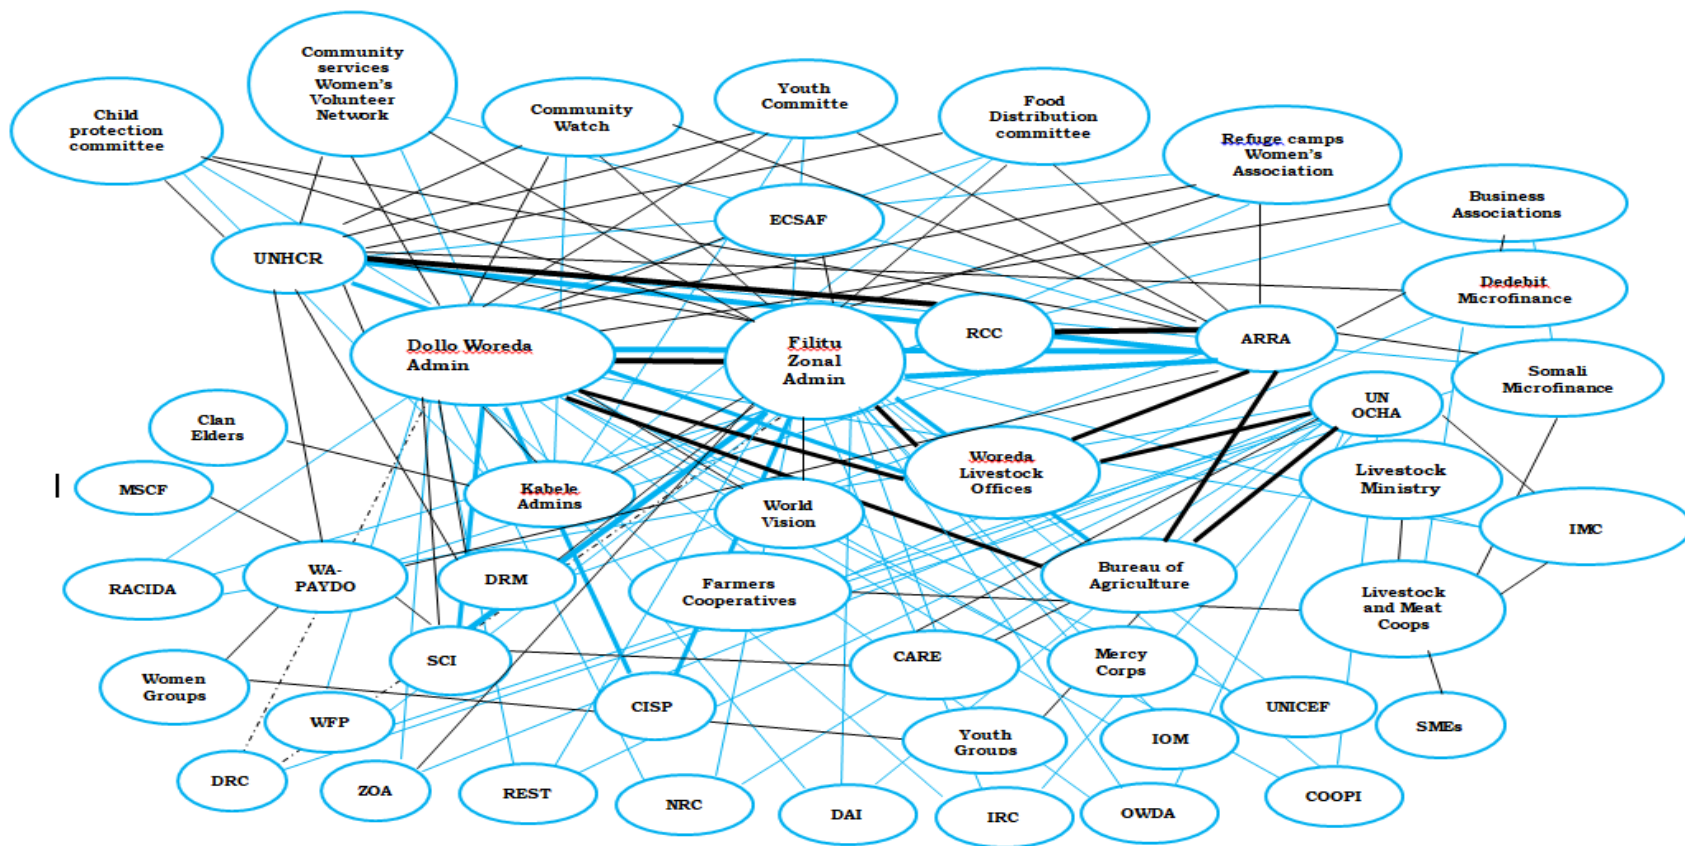 Community
services
Women's
Volunteer
Network
Child
protection
committee
Community
Watch
Youth
Committe
Food
Distribution
committee
Refuge camps
Women's
Association
Business
Associations
ECSAF
UNHCR
Dedebit
Microfinance
Dollo Woreda
Admin
Filitu
Zonal
Admin
RCC
ARRA
Somali
Microfinance
UN
OCHA
Clan
Elders
Woreda
Livestock
Offices
Livestock
Ministry
MSCF
Kabele
Admins
World
Vision
IMC
RACIDA
WA-
PAYDO
DRM
Farmers
Cooperatives
Bureau of
Agriculture
Livestock
and Meat
Coops
Women
Groups
SCI
CARE
Mercy
Corps
WFP
CISP
Youth
Groups
IOM
UNICEF
SMEs
DRC
ZOA
REST
NRC
DAI
IRC
OWDA
COOPI